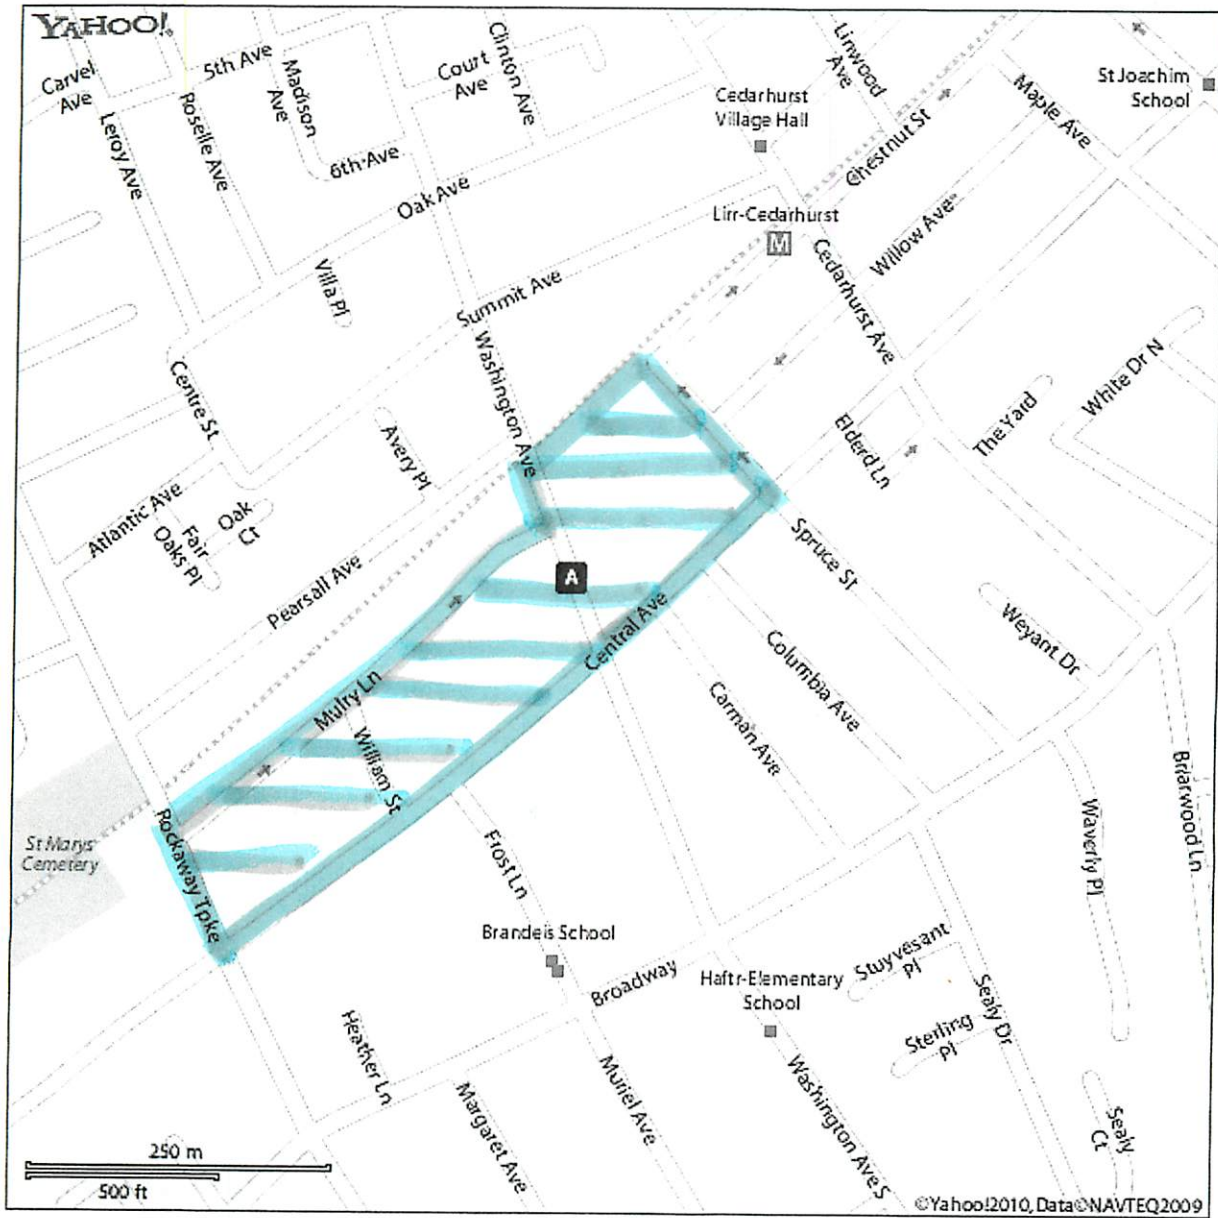 YAHOO!
Carvel
Ave
5th Ave
Madison
Ave
Court
Ave
Clinton Ave
Linwood
Ave
St Joachim
School
Cedarhurst
Village Hall
Maple Ave
Leroy Ave
Roselle Ave
6th Ave
Oak Ave
Chestnut St
Lirr-Cedarhurst
M
Willow Ave
Cedarhurst Ave
Villa Pl
Summit Ave
Washington Ave
Centre St
Avery Pl
White Dr N
The Yard
Elderd Ln
Atlantic Ave
Fair
Oaks Pl
Oak
Ct
Spruce St
Pearsall Ave
A
Central Ave
Weyant Dr
Columbia Ave
Carman Ave
Mulry Ln
William St
Briarwood Ln
Waverly Pl
St Marys
Cemetery
Rockaway Tpke
Frost Ln
Brandeis School
Broadway
Haftr-Elementary
School
Stuyvesant
Pl
Sterling
Pl
Sealy Dr
Heather Ln
Margaret Ave
Muriel Ave
Washington Ave S
Sealy
Ct
250 m
500 ft
©Yahoo!2010, Data©NAVTEQ2009